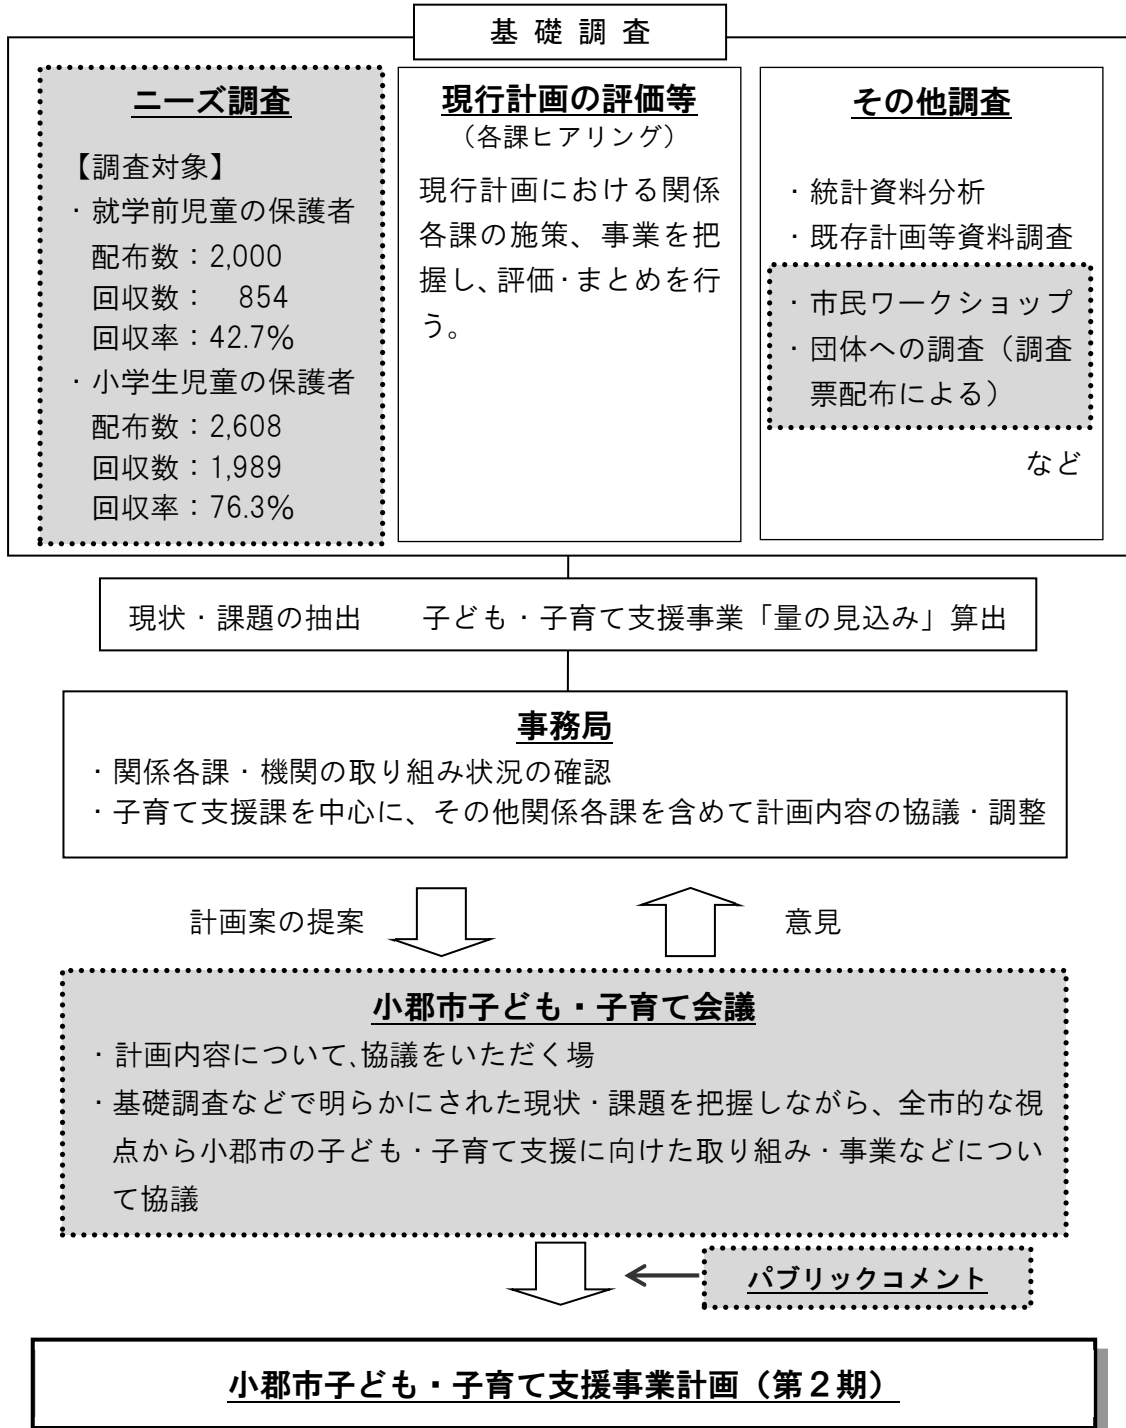 基礎調査
ニーズ調査
【調査対象】
・就学前児童の保護者
配布数：2,000
回収数：　854
回収率：42.7%
・小学生児童の保護者
配布数：2,608
回収数：1,989
回収率：76.3%
現行計画の評価等
（各課ヒアリング）
現行計画における関係
各課の施策、事業を把
握し、評価・まとめを行
う。
その他調査
・統計資料分析
・既存計画等資料調査
・市民ワークショップ
・団体への調査（調査
票配布による）
など
現状・課題の抽出　　子ども・子育て支援事業「量の見込み」算出
事務局
・関係各課・機関の取り組み状況の確認
・子育て支援課を中心に、その他関係各課を含めて計画内容の協議・調整
計画案の提案
意見
小郡市子ども・子育て会議
・計画内容について、協議をいただく場
・基礎調査などで明らかにされた現状・課題を把握しながら、全市的な視
点から小郡市の子ども・子育て支援に向けた取り組み・事業などについ
て協議
パブリックコメント
小郡市子ども・子育て支援事業計画（第２期）